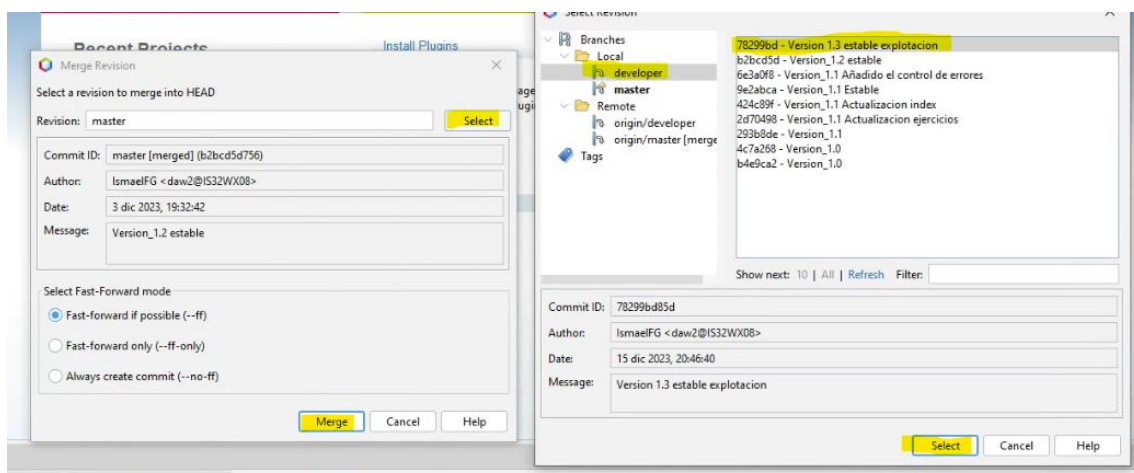 Recent Projects
Install Plugins
Merge Revision
Select a revision to merge into HEAD
Revision: master
Select
Commit ID: master [merged] (b2bcd5d756)
Author: IsmaelFG <daw2@IS32WX08>
Date: 3 dic 2023, 19:32:42
Message: Version_1.2 estable
Select Fast-Forward mode
Fast-forward if possible (--ff)
Fast-forward only (--ff-only)
Always create commit (--no-ff)
Merge
Cancel
Help
Select Revision
Branches
Local
developer
master
Remote
origin/developer
origin/master [merge
Tags
78299bd - Version 1.3 estable explotacion
b2bcd5d - Version_1.2 estable
6e3a0f8 - Version_1.1 Añadido el control de errores
9e2abca - Version_1.1 Estable
424c89f - Version_1.1 Actualizacion index
2d70498 - Version_1.1 Actualizacion ejercicios
293b8de - Version_1.1
4c7a268 - Version_1.0
b4e9ca2 - Version_1.0
Show next: 10 | All | Refresh Filter:
Commit ID: 78299bd85d
Author: IsmaelFG <daw2@IS32WX08>
Date: 15 dic 2023, 20:46:40
Message: Version 1.3 estable explotacion
Select
Cancel
Help